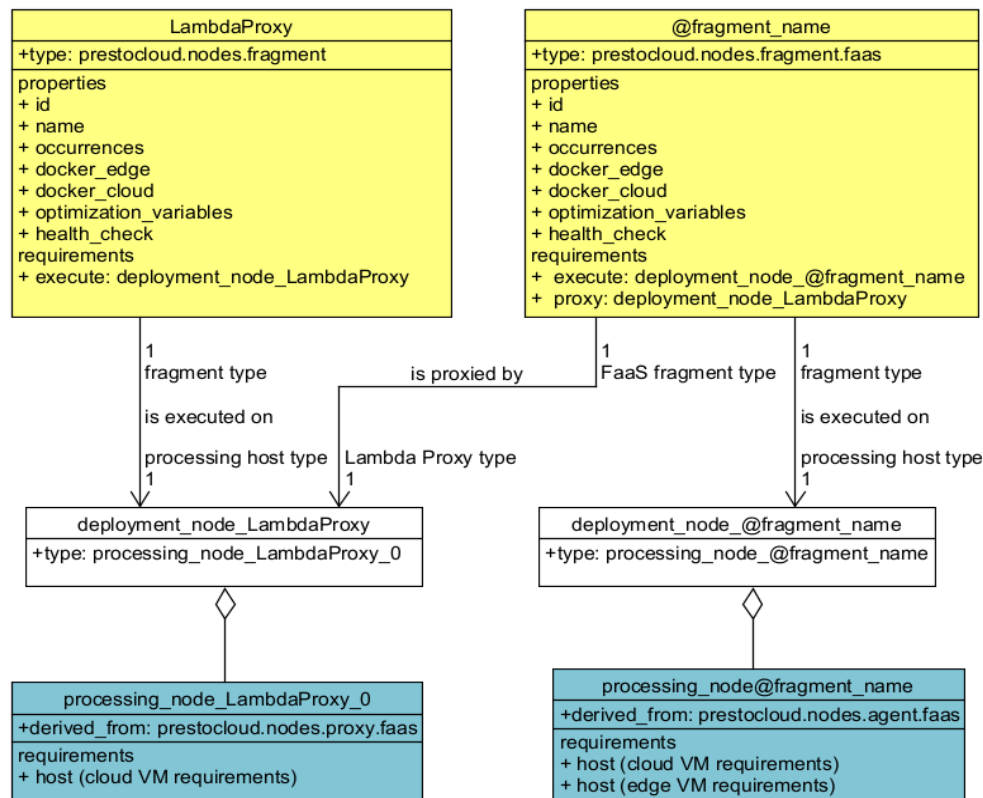 LambdaProxy
+type: prestocloud.nodes.fragment
properties
+ id
+ name
+ occurrences
+ docker_edge
+ docker_cloud
+ optimization_variables
+ health_check
requirements
+ execute: deployment_node_LambdaProxy
@fragment_name
+type: prestocloud.nodes.fragment.faas
properties
+ id
+ name
+ occurrences
+ docker_edge
+ docker_cloud
+ optimization_variables
+ health_check
requirements
+ execute: deployment_node_@fragment_name
+ proxy: deployment_node_LambdaProxy
1
fragment type
is executed on
processing host type
1
is proxied by
1
FaaS fragment type
Lambda Proxy type
1
1
fragment type
is executed on
processing host type
1
deployment_node_LambdaProxy
+type: processing_node_LambdaProxy_0
deployment_node_@fragment_name
+type: processing_node_@fragment_name
processing_node_LambdaProxy_0
+derived_from: prestocloud.nodes.proxy.faas
requirements
+ host (cloud VM requirements)
processing_node@fragment_name
+derived_from: prestocloud.nodes.agent.faas
requirements
+ host (cloud VM requirements)
+ host (edge VM requirements)